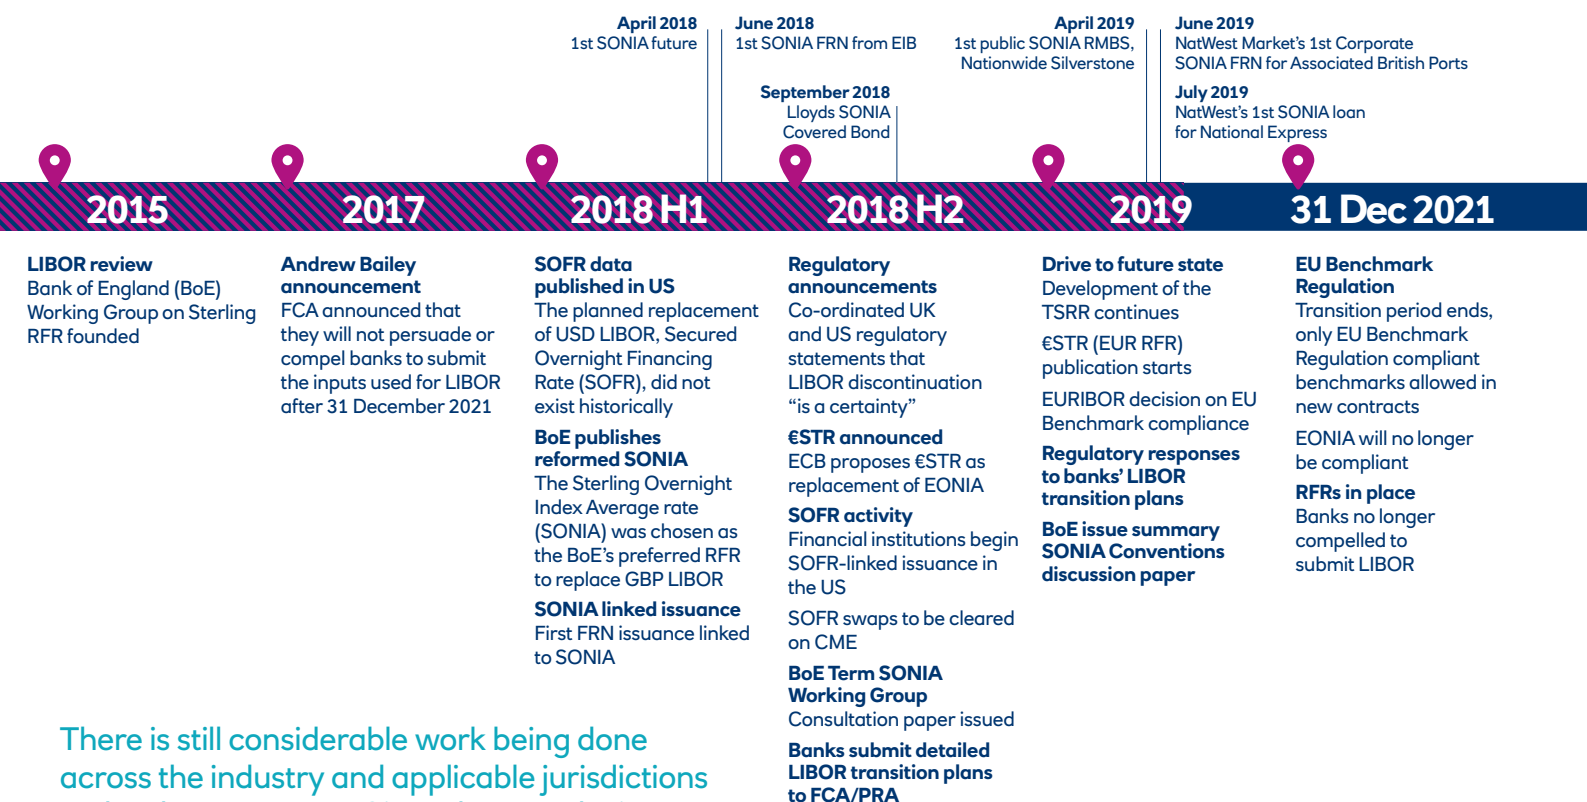 April 2018
1st SONIA future
June 2018
1st SONIA FRN from EIB
September 2018
Lloyds SONIA
Covered Bond
April 2019
1st public SONIA RMBS,
Nationwide Silverstone
June 2019
NatWest Market's 1st Corporate
SONIA FRN for Associated British Ports
July 2019
NatWest's 1st SONIA loan
for National Express
2015
2017
2018 H1
2018 H2
2019
31 Dec 2021
LIBOR review
Bank of England (BoE)
Working Group on Sterling
RFR founded
Andrew Bailey
announcement
FCA announced that
they will not persuade or
compel banks to submit
the inputs used for LIBOR
after 31 December 2021
SOFR data
published in US
The planned replacement
of USD LIBOR, Secured
Overnight Financing
Rate (SOFR), did not
exist historically
BoE publishes
reformed SONIA
The Sterling Overnight
Index Average rate
(SONIA) was chosen as
the BoE's preferred RFR
to replace GBP LIBOR
SONIA linked issuance
First FRN issuance linked
to SONIA
Regulatory
announcements
Co-ordinated UK
and US regulatory
statements that
LIBOR discontinuation
“is a certainty”
€STR announced
ECB proposes €STR as
replacement of EONIA
SOFR activity
Financial institutions begin
SOFR-linked issuance in
the US
SOFR swaps to be cleared
on CME
BoE Term SONIA
Working Group
Consultation paper issued
Banks submit detailed
LIBOR transition plans
to FCA/PRA
Drive to future state
Development of the
TSRR continues
€STR (EUR RFR)
publication starts
EURIBOR decision on EU
Benchmark compliance
Regulatory responses
to banks' LIBOR
transition plans
BoE issue summary
SONIA Conventions
discussion paper
EU Benchmark
Regulation
Transition period ends,
only EU Benchmark
Regulation compliant
benchmarks allowed in
new contracts
EONIA will no longer
be compliant
RFRs in place
Banks no longer
compelled to
submit LIBOR
There is still considerable work being done
across the industry and applicable jurisdictions